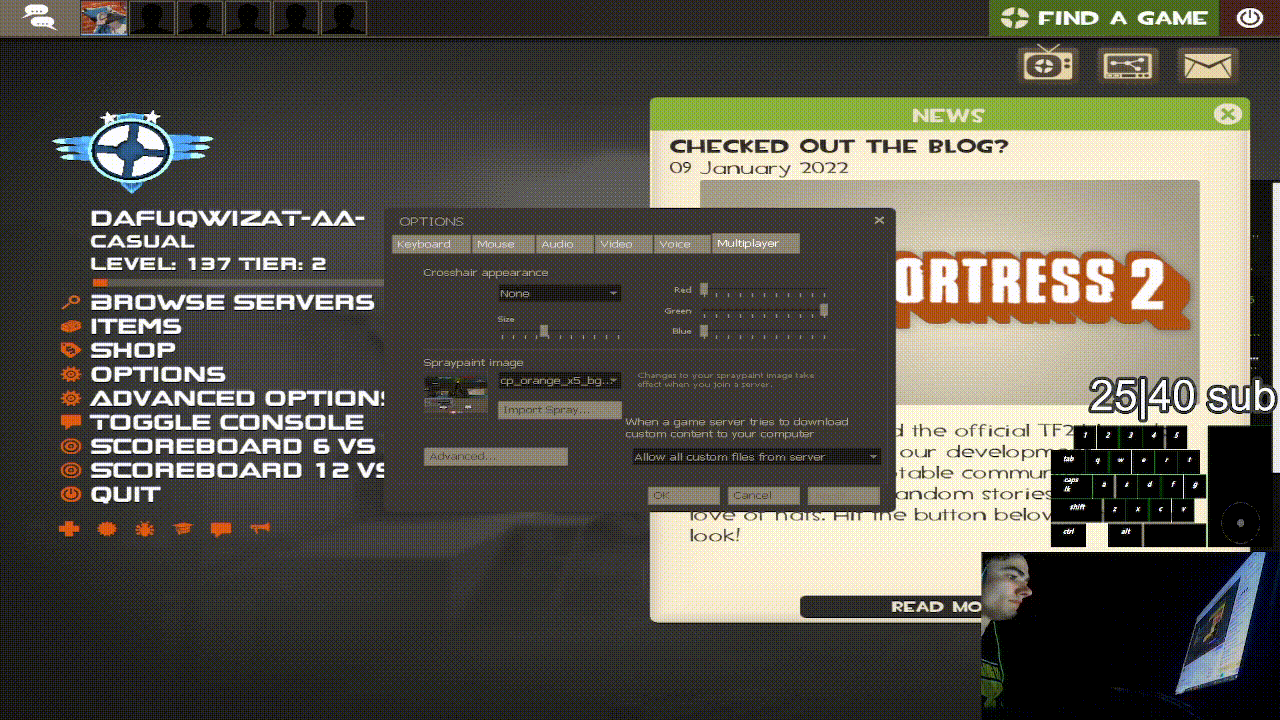 FIND A GAME
NEWS
CHECKED OUT THE BLOG?
09 January 2022
ORTRESS 2
DAFUQWIZAT-AA-
CASUAL
LEVEL: 137 TIER: 2
BROWSE SERVERS
ITEMS
SHOP
OPTIONS
ADVANCED OPTIONS
TOGGLE CONSOLE
SCOREBOARD 6 VS
SCOREBOARD 12 VS
QUIT
OPTIONS
Keyboard Mouse Audio Video Voice Multiplayer
Crosshair appearance
None
Size
Red
Green
Blue
Spraypaint image
cp_orange_x5_bg...
Import Spray...
Changes to your spraypaint image take
effect when you join a server.
When a game server tries to download
custom content to your computer
Allow all custom files from server
Advanced...
OK Cancel
25|40 sub
d the official TF2
our developm
table commun
andom stories
love of hats. Hit the button below
look!
READ MO
1 2 3 4 5
tab q w e r t
caps
lk a s d f g
shift z x c v
ctrl alt